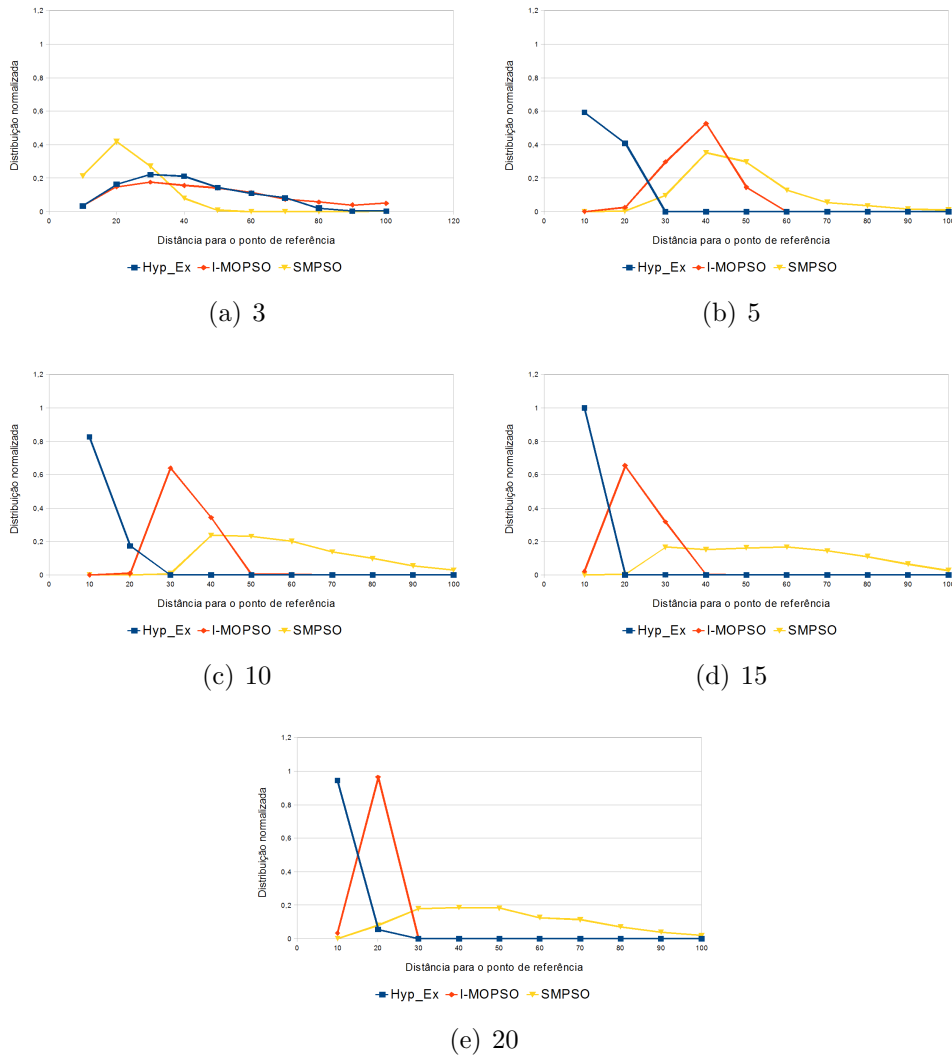 1,2
1
0,8
0,6
0,4
0,2
0
0 20 40 60 80 100 120
Distribuição normalizada
Distância para o ponto de referência
Hyp_Ex I-MOPSO SMPSO
(a) 3
1,2
1
0,8
0,6
0,4
0,2
0
0 10 20 30 40 50 60 70 80 90 100
Distribuição normalizada
Distância para o ponto de referência
Hyp_Ex I-MOPSO SMPSO
(b) 5
1,2
1
0,8
0,6
0,4
0,2
0
0 10 20 30 40 50 60 70 80 90 100
Distribuição normalizada
Distância para o ponto de referência
Hyp_Ex I-MOPSO SMPSO
(c) 10
1,2
1
0,8
0,6
0,4
0,2
0
0 10 20 30 40 50 60 70 80 90 100
Distribuição normalizada
Distância para o ponto de referência
Hyp_Ex I-MOPSO SMPSO
(d) 15
1,2
1
0,8
0,6
0,4
0,2
0
0 10 20 30 40 50 60 70 80 90 100
Distribuição normalizada
Distância para o ponto de referência
Hyp_Ex I-MOPSO SMPSO
(e) 20